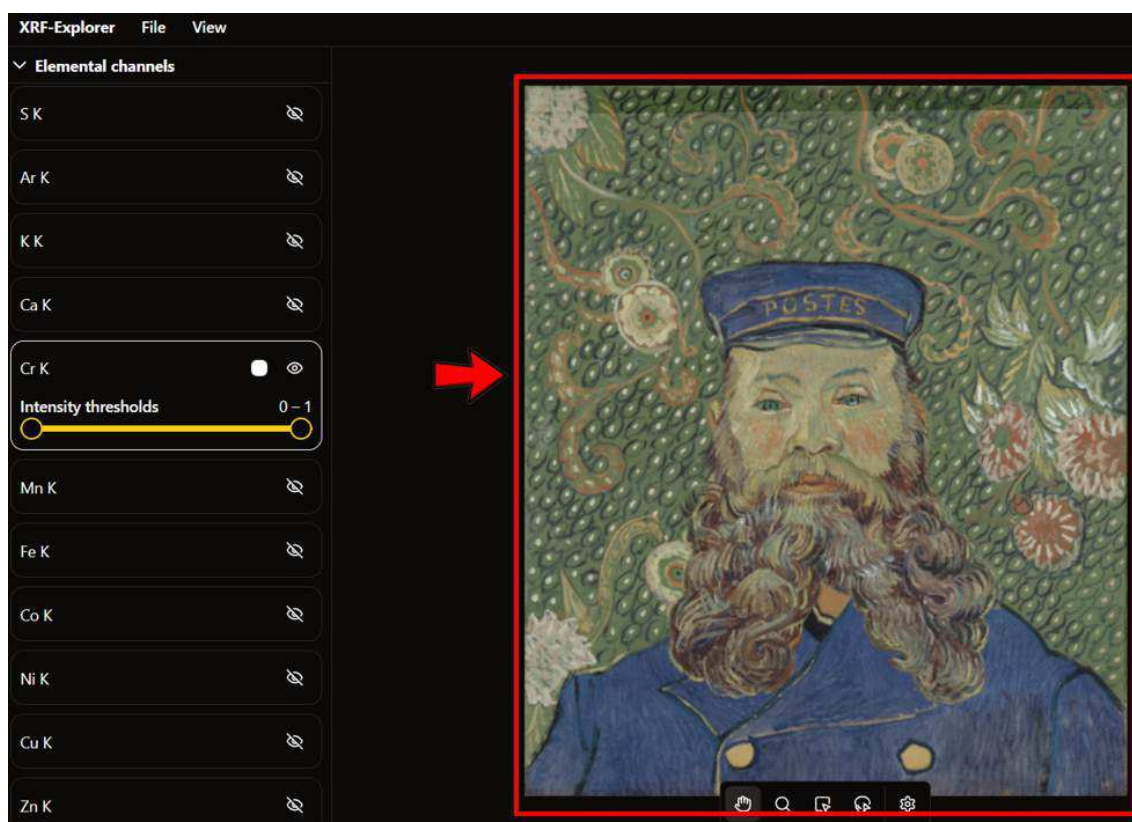 XRF-Explorer File View
Elemental channels
S K
Ar K
K K
Ca K
Cr K
Intensity thresholds 0 – 1
Mn K
Fe K
Co K
Ni K
Cu K
Zn K
POSTES